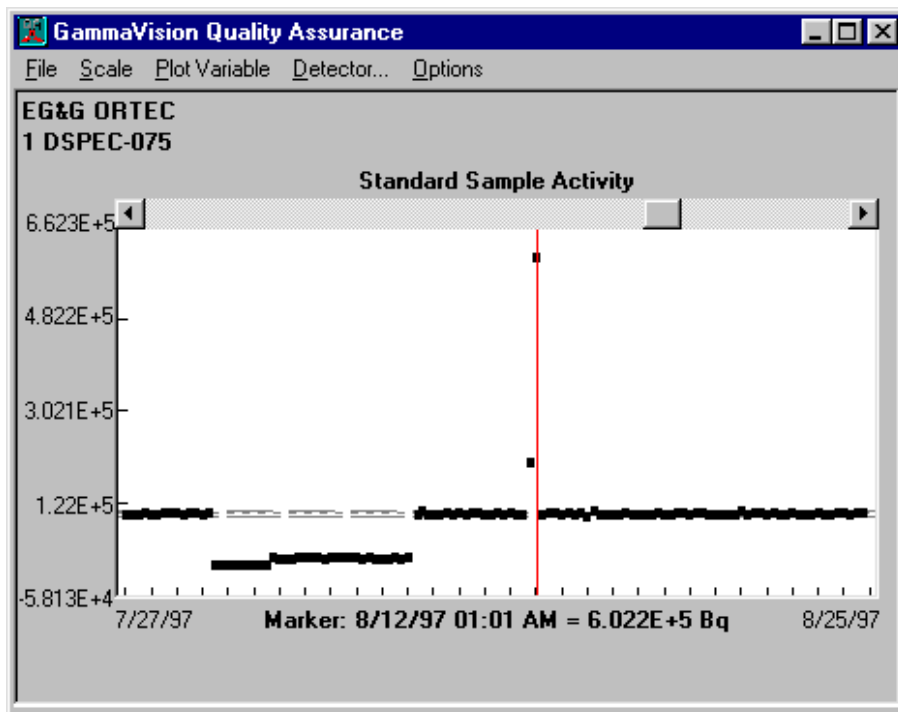 GammaVision Quality Assurance
File Scale Plot Variable Detector... Options
EG&G ORTEC
1 DSPEC-075
Standard Sample Activity
6.623E+5
4.822E+5
3.021E+5
1.22E+5
-5.813E+4
7/27/97 Marker: 8/12/97 01:01 AM = 6.022E+5 Bq 8/25/97